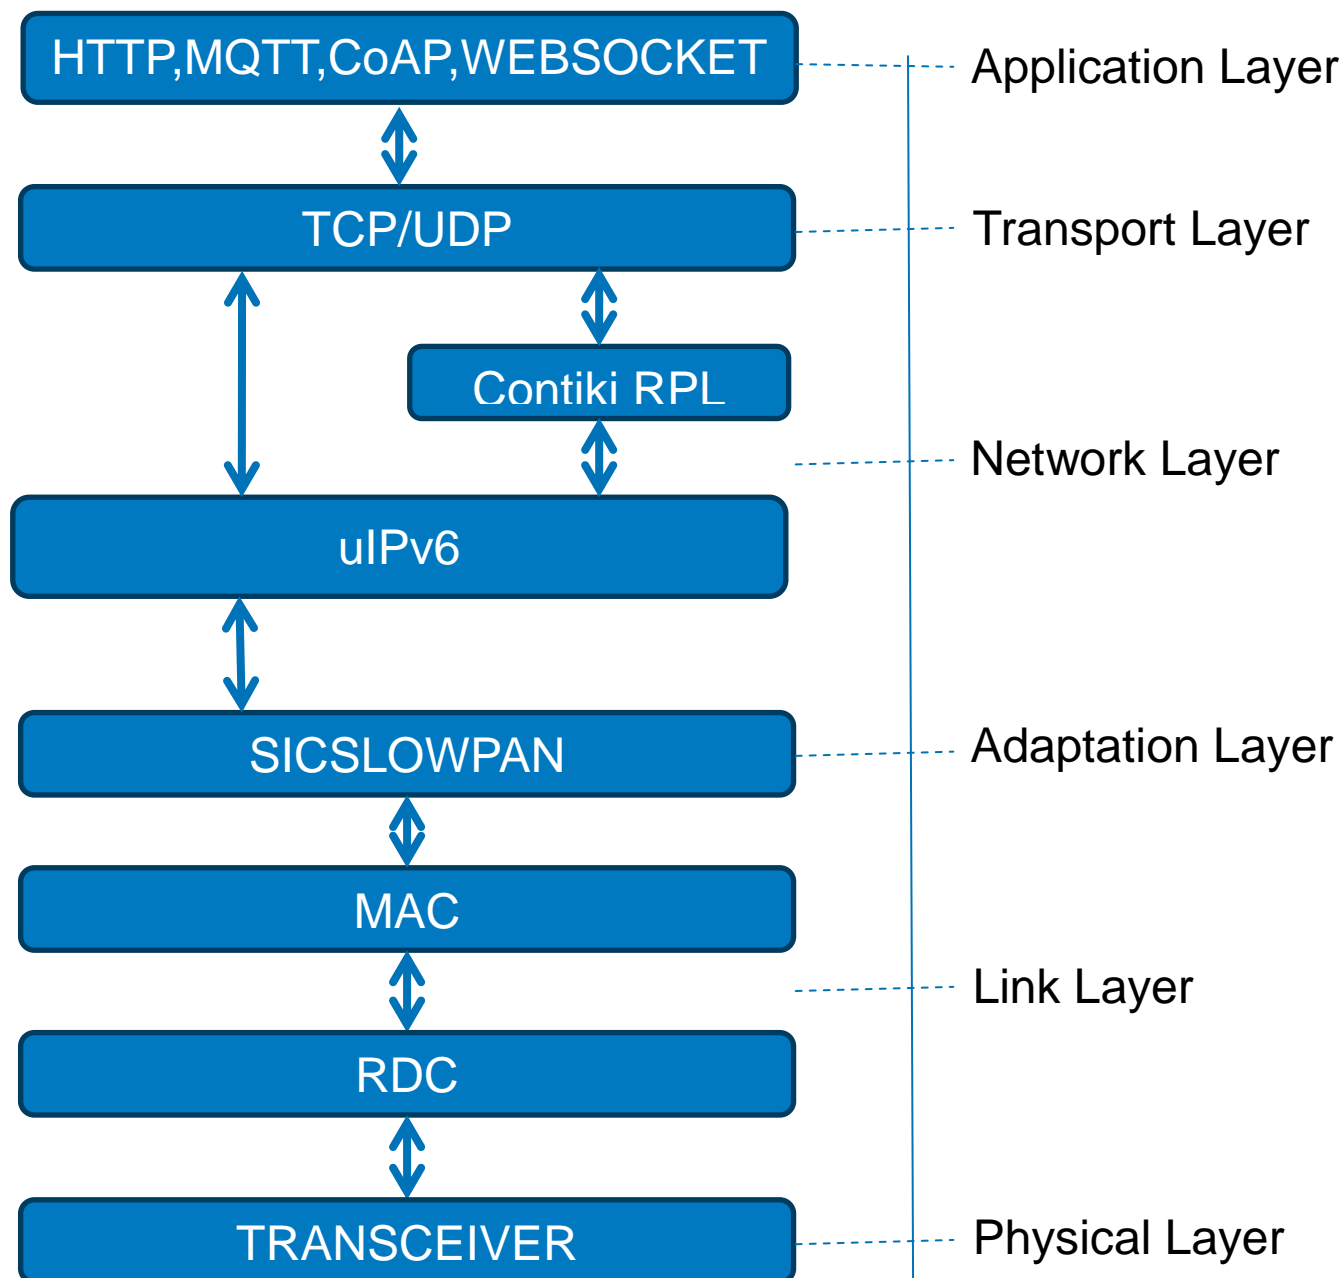 HTTP,MQTT,CoAP,WEBSOCKET
Application Layer
TCP/UDP
Transport Layer
Contiki RPL
Network Layer
uIPv6
SICSLOWPAN
Adaptation Layer
MAC
Link Layer
RDC
TRANSCEIVER
Physical Layer